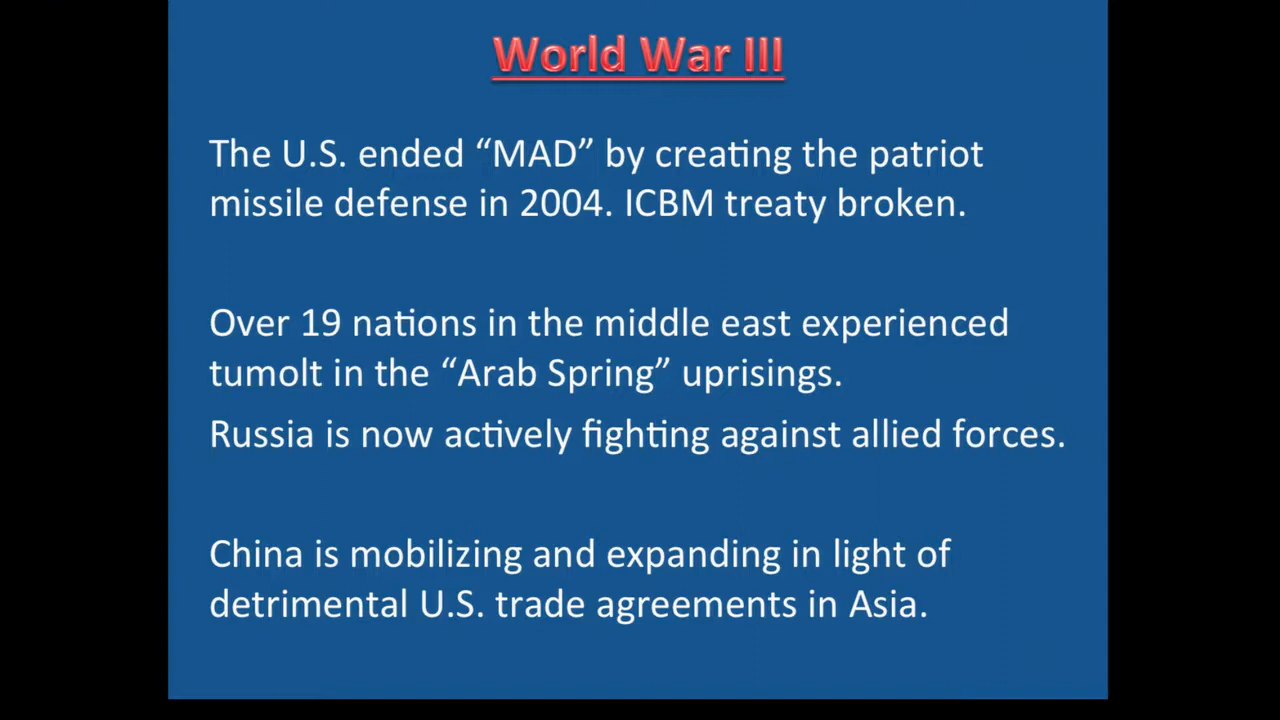 World War III
The U.S. ended “MAD” by creating the patriot
missile defense in 2004. ICBM treaty broken.
Over 19 nations in the middle east experienced
tumolt in the “Arab Spring” uprisings.
Russia is now actively fighting against allied forces.
China is mobilizing and expanding in light of
detrimental U.S. trade agreements in Asia.